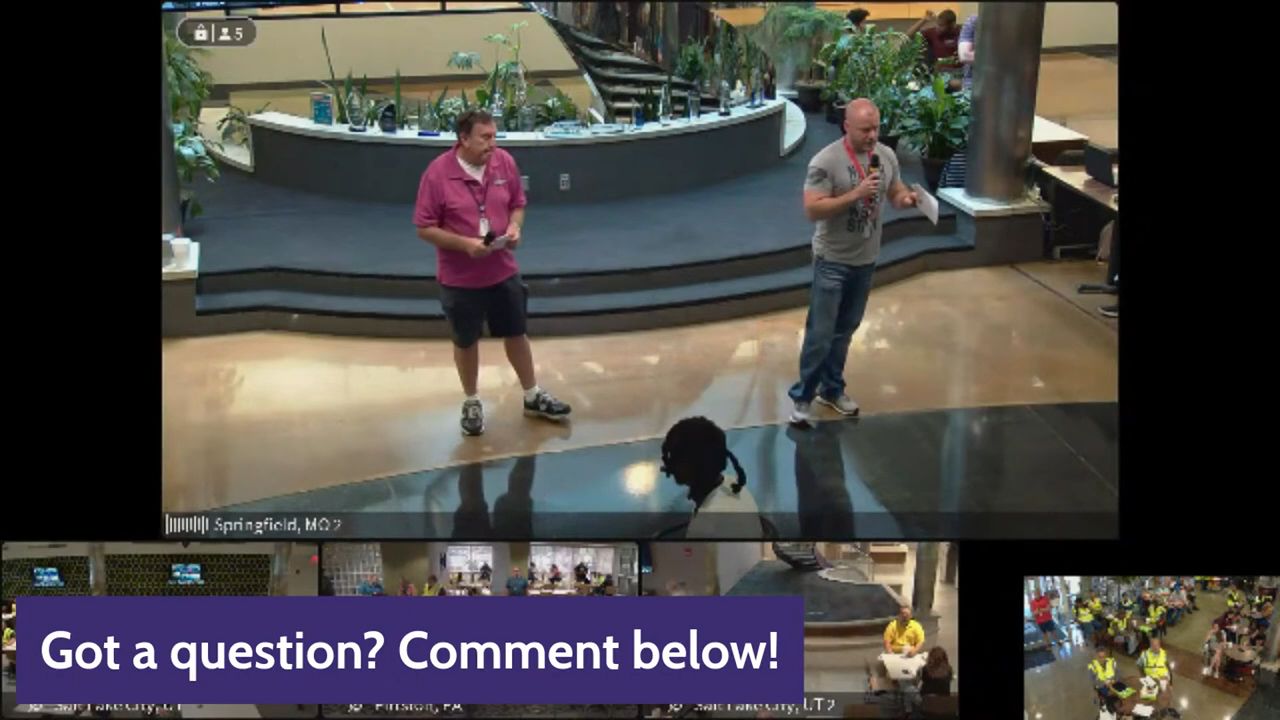 5
Springfield, MO 2
Got a question? Comment below!
Salt Lake City, UT
Pittston, PA
Salt Lake City, UT 2